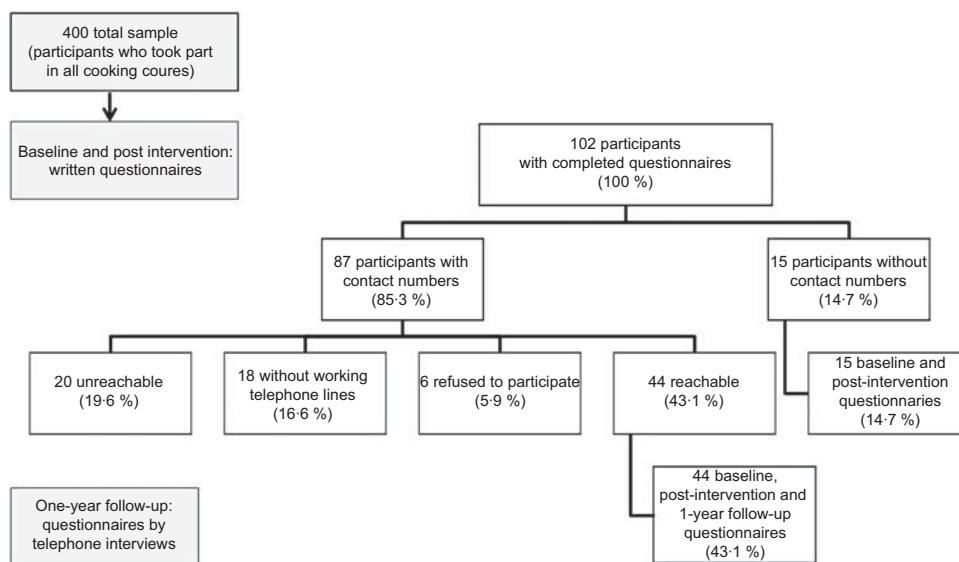 400 total sample
(participants who took part
in all cooking coures)
Baseline and post intervention:
written questionnaires
102 participants
with completed questionnaires
(100 %)
87 participants with
contact numbers
(85·3 %)
15 participants without
contact numbers
(14·7 %)
20 unreachable
(19·6 %)
18 without working
telephone lines
(16·6 %)
6 refused to participate
(5·9 %)
44 reachable
(43·1 %)
15 baseline and
post-intervention
questionnaries
(14·7 %)
44 baseline,
post-intervention and
1-year follow-up
questionnaires
(43·1 %)
One-year follow-up:
questionnaires by
telephone interviews